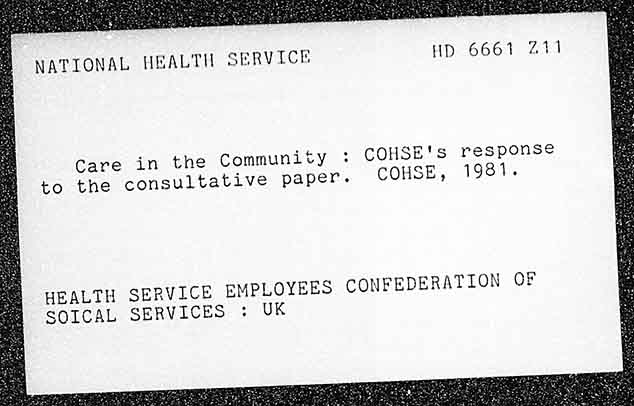 NATIONAL HEALTH SERVICE HD 6661 Z11
Care in the Community : COHSE's response
to the consultative paper. COHSE, 1981.
HEALTH SERVICE EMPLOYEES CONFEDERATION OF
SOICAL SERVICES : UK